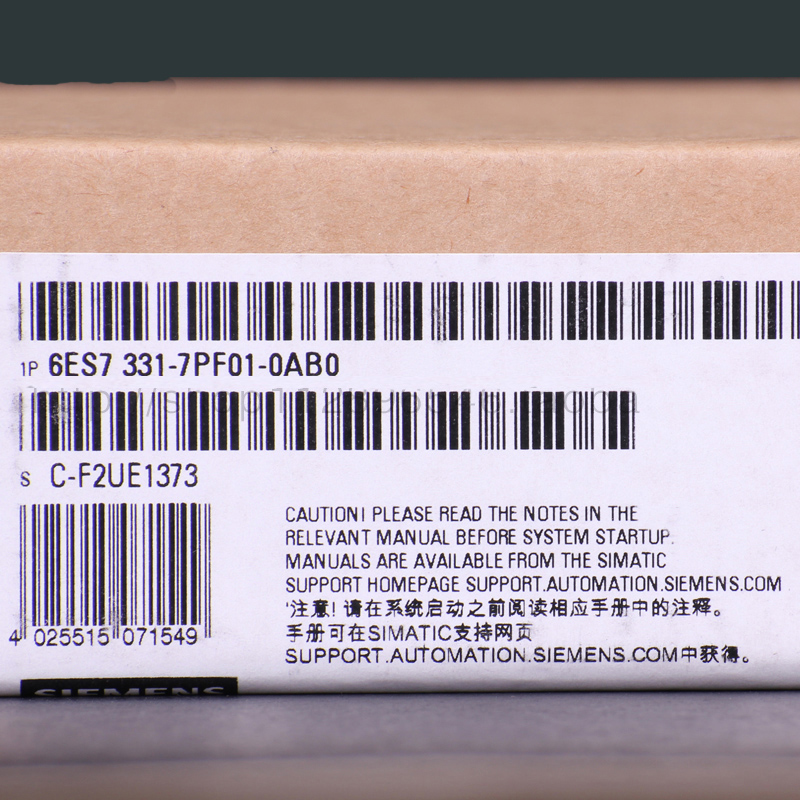 1P 6ES7 331-7PF01-0AB0
S C-F2UE1373
4 025515 071549
CAUTION! PLEASE READ THE NOTES IN THE
RELEVANT MANUAL BEFORE SYSTEM STARTUP.
MANUALS ARE AVAILABLE FROM THE SIMATIC
SUPPORT HOMEPAGE SUPPORT.AUTOMATION.SIEMENS.COM
'注意! 请在系统启动之前阅读相应手册中的注释。
手册可在SIMATIC支持网页
SUPPORT.AUTOMATION.SIEMENS.COM中获得。
SIEMENS